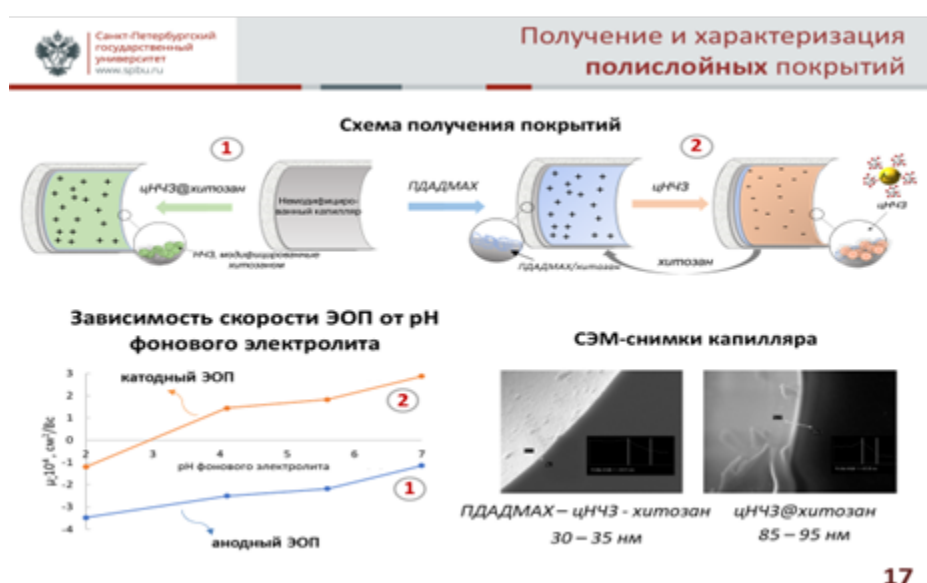 Санкт-Петербургский
государственный
университет
www.spbu.ru
Получение и характеризация
полислойных покрытий
Схема получения покрытий
1
2
цНЧЗ@хитозан
Немодифициро-
ванный капилляр
ПДАДМАХ
цНЧЗ
цНЧЗ
НЧЗ, модифицированные
хитозаном
ПДАДМАХ/хитозан
хитозан
Зависимость скорости ЭОП от pH
фонового электролита
3
2
1
0
-1
-2
-3
-4
2 3 4 5 6 7
μ·10⁴, см²/Вс
pH фонового электролита
катодный ЭОП
2
1
анодный ЭОП
СЭМ-снимки капилляра
ПДАДМАХ – цНЧЗ - хитозан
30 – 35 нм
цНЧЗ@хитозан
85 – 95 нм
17